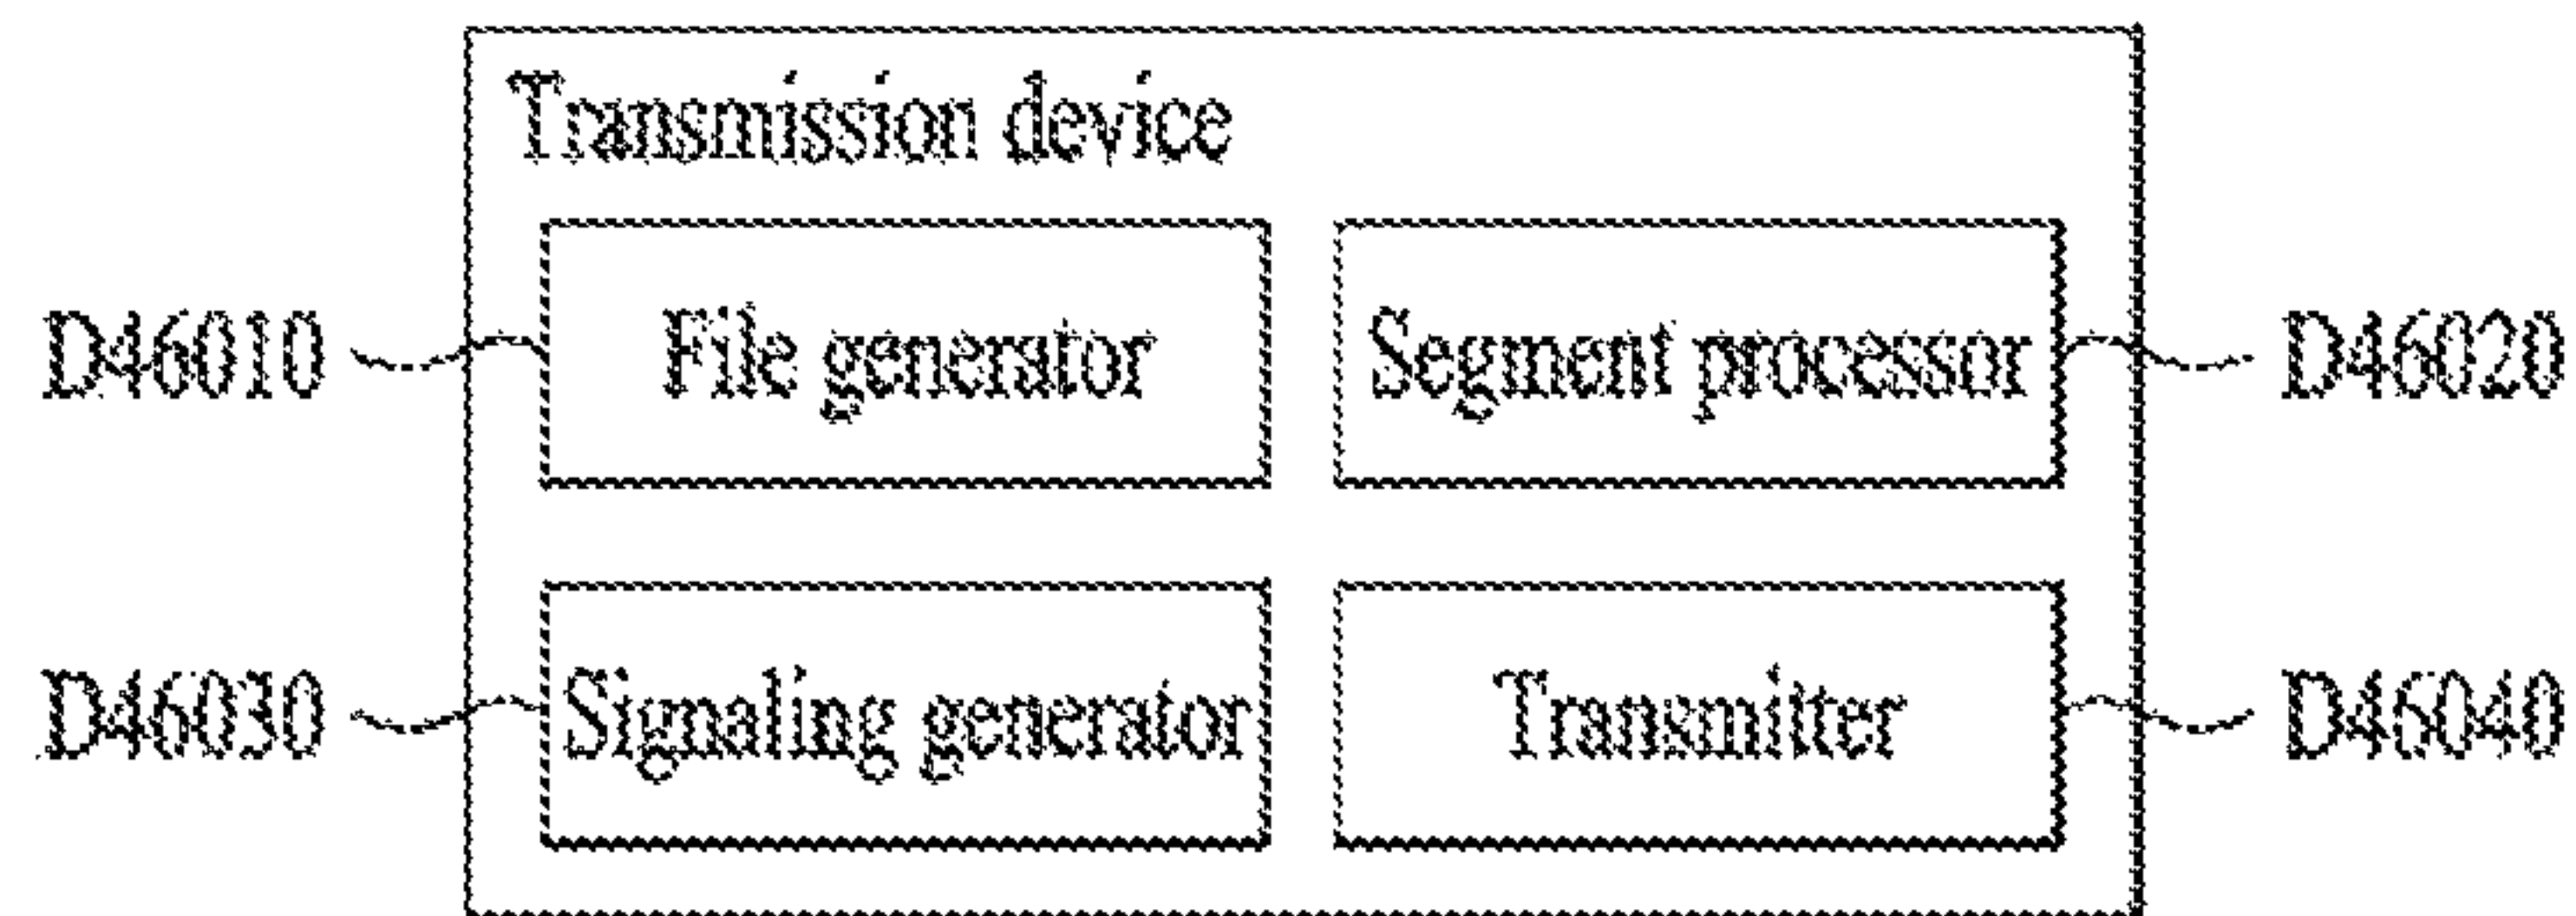 Transmission device
D46010 File generator Segment processor D46020
D46030 Signaling generator Transmitter D46040